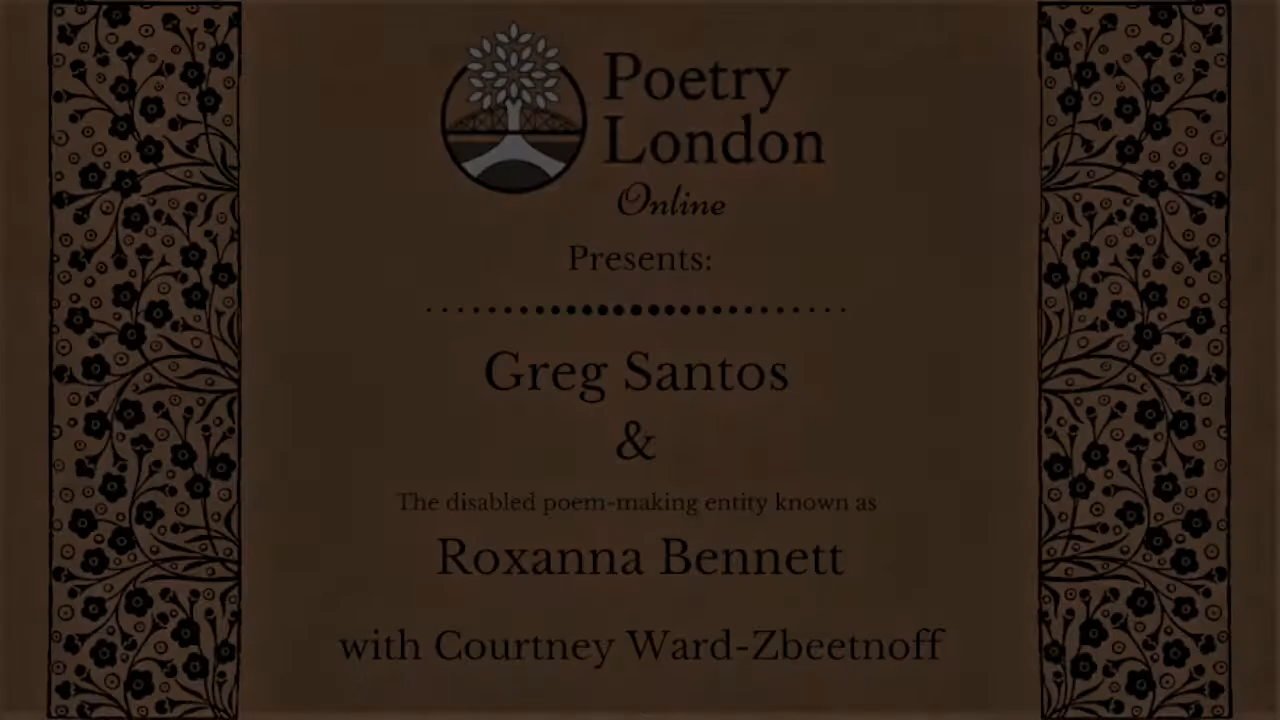 Poetry
London
Online
Presents:
Greg Santos
&
The disabled poem-making entity known as
Roxanna Bennett
with Courtney Ward-Zbeetnoff